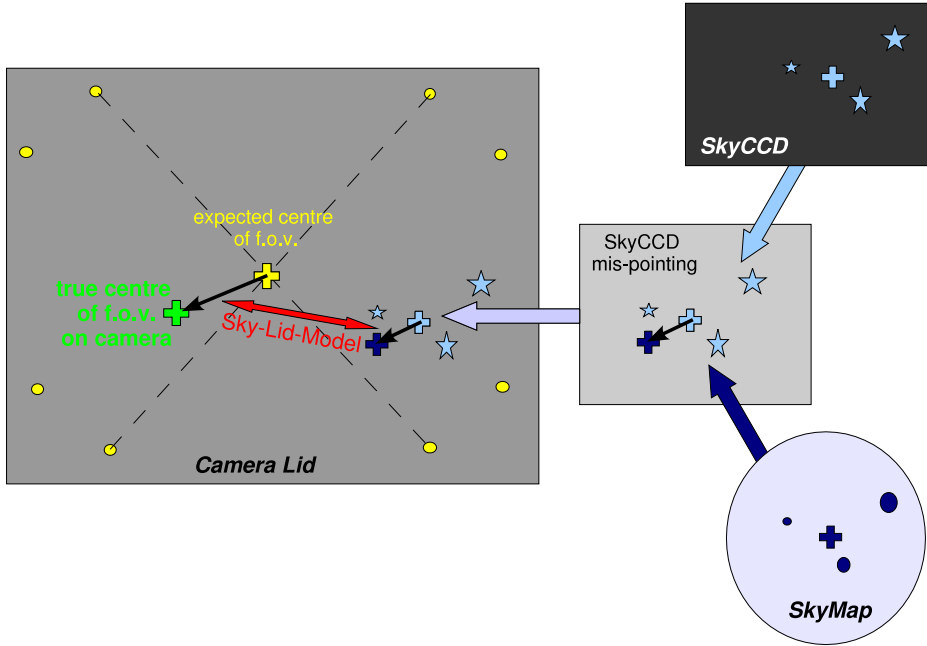 SkyCCD
expected centre
of f.o.v.
SkyCCD
mis-pointing
true centre
of f.o.v.
on camera
Sky-Lid-Model
Camera Lid
SkyMap